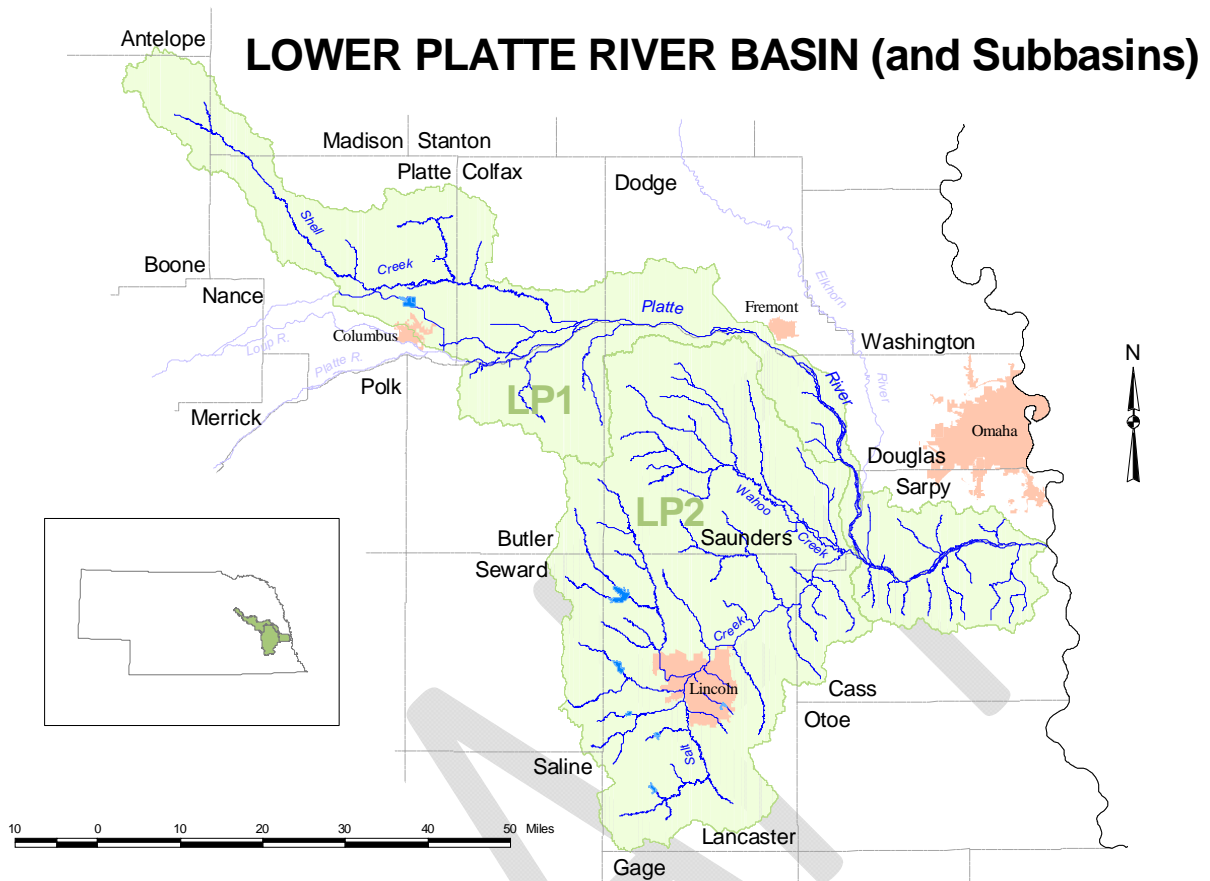 LOWER PLATTE RIVER BASIN (and Subbasins)
Antelope
Madison
Stanton
Platte
Colfax
Dodge
Shell
Creek
Boone
Nance
Columbus
Loup R.
Platte R.
Polk
Merrick
Platte
River
Fremont
Elkhorn
River
Washington
Omaha
Douglas
Sarpy
N
LP1
LP2
Wahoo
Creek
Saunders
Butler
Seward
Creek
Lincoln
Salt
Cass
Otoe
Saline
Lancaster
Gage
10 0 10 20 30 40 50 Miles